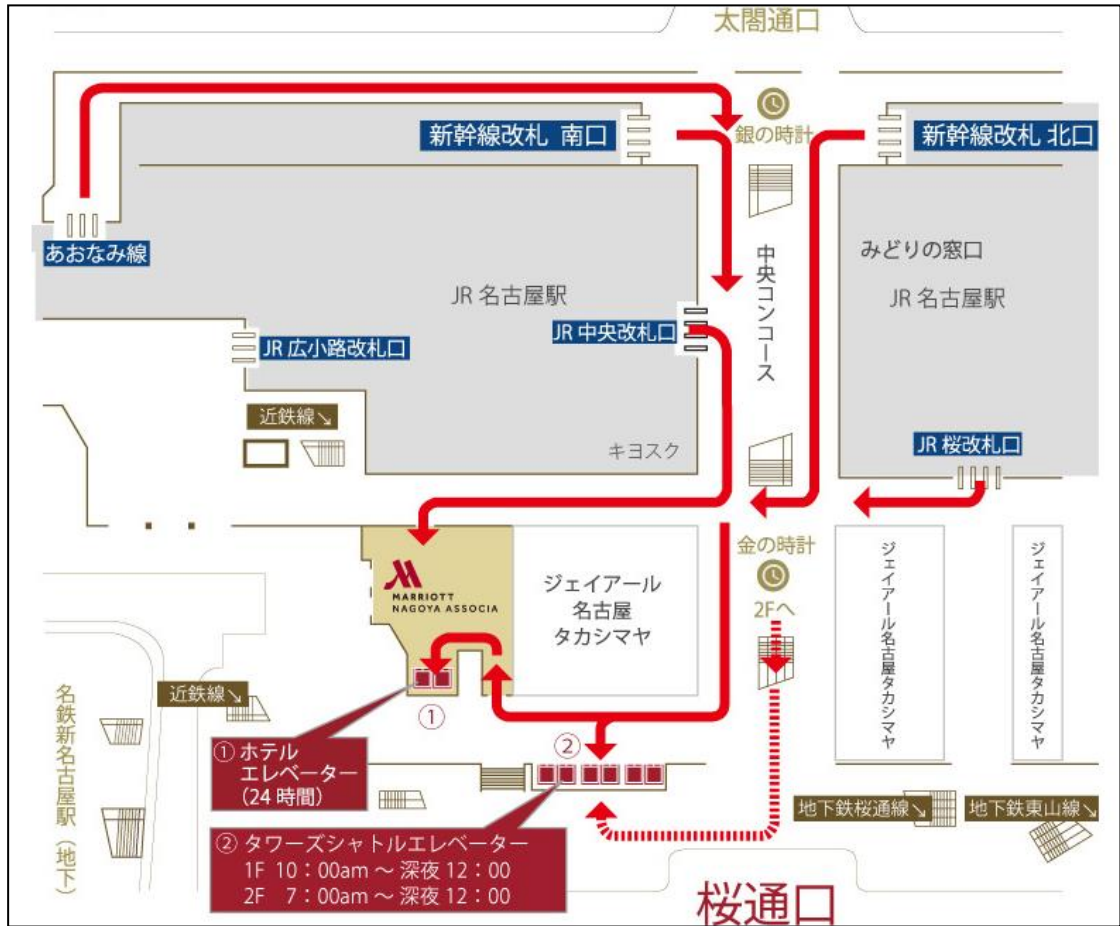 太閤通口
銀の時計
新幹線改札 南口
新幹線改札 北口
あおなみ線
中央コンコース
みどりの窓口
JR 名古屋駅
JR 名古屋駅
JR 中央改札口
JR 広小路改札口
近鉄線↘
キヨスク
JR 桜改札口
金の時計
2Fへ
MARRIOTT
NAGOYA ASSOCIA
ジェイアール
名古屋
タカシマヤ
ジェイアール名古屋タカシマヤ
ジェイアール名古屋タカシマヤ
名鉄新名古屋駅（地下）
近鉄線↘
①
②
① ホテル
エレベーター
（24 時間）
② タワーズシャトルエレベーター
1F 10：00am ～ 深夜 12：00
2F 7：00am ～ 深夜 12：00
地下鉄桜通線↘
地下鉄東山線↘
桜通口